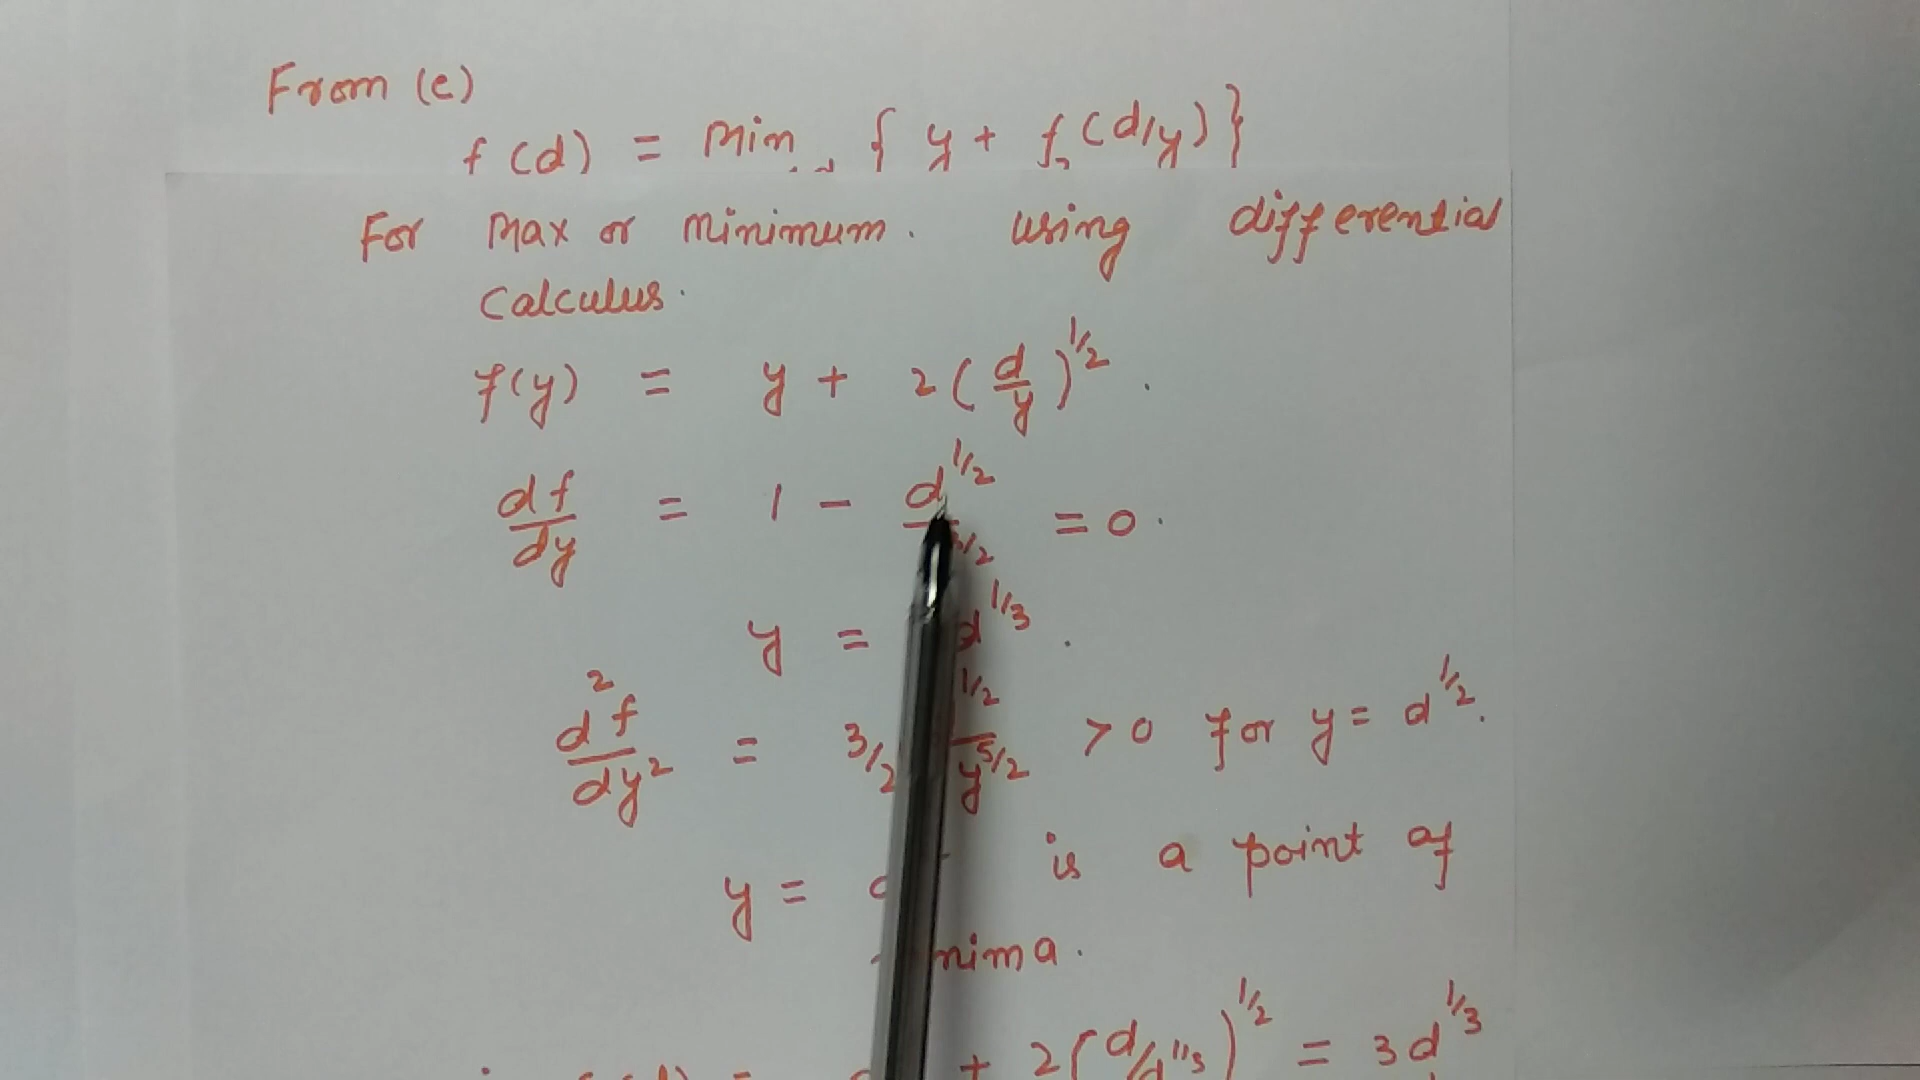 From (e)
f(d) = Min { y + f (d/y) }
For Max or minimum. using differential
calculus.
f(y) = y + 2(d/y)^1/2.
df/dy = 1 - d^1/2 = 0.
y = d^1/3.
d²f/dy² = 3/2 1/2 / y^5/2 > 0 for y = d^1/2.
y = is a point of
nima.
+ 2(d/d^1/3)^1/2 = 3d^1/3